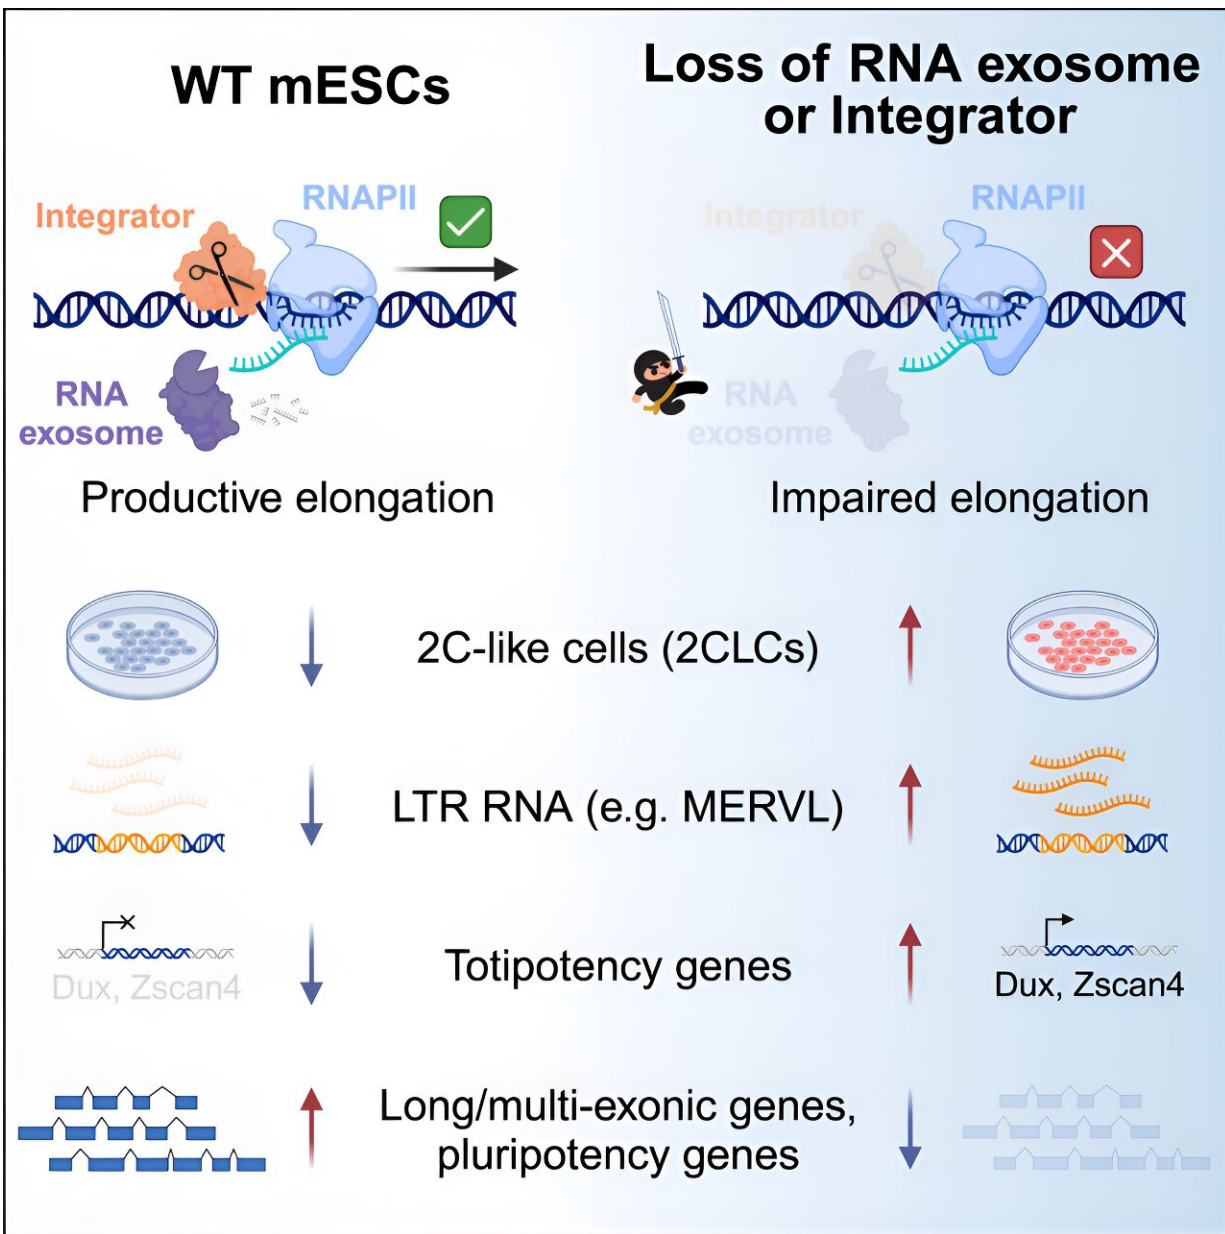 WT mESCs
Loss of RNA exosome
or Integrator
Integrator
RNAPII
RNA
exosome
Integrator
RNAPII
RNA
exosome
Productive elongation
Impaired elongation
2C-like cells (2CLCs)
LTR RNA (e.g. MERVL)
Dux, Zscan4
Totipotency genes
Dux, Zscan4
Long/multi-exonic genes,
pluripotency genes